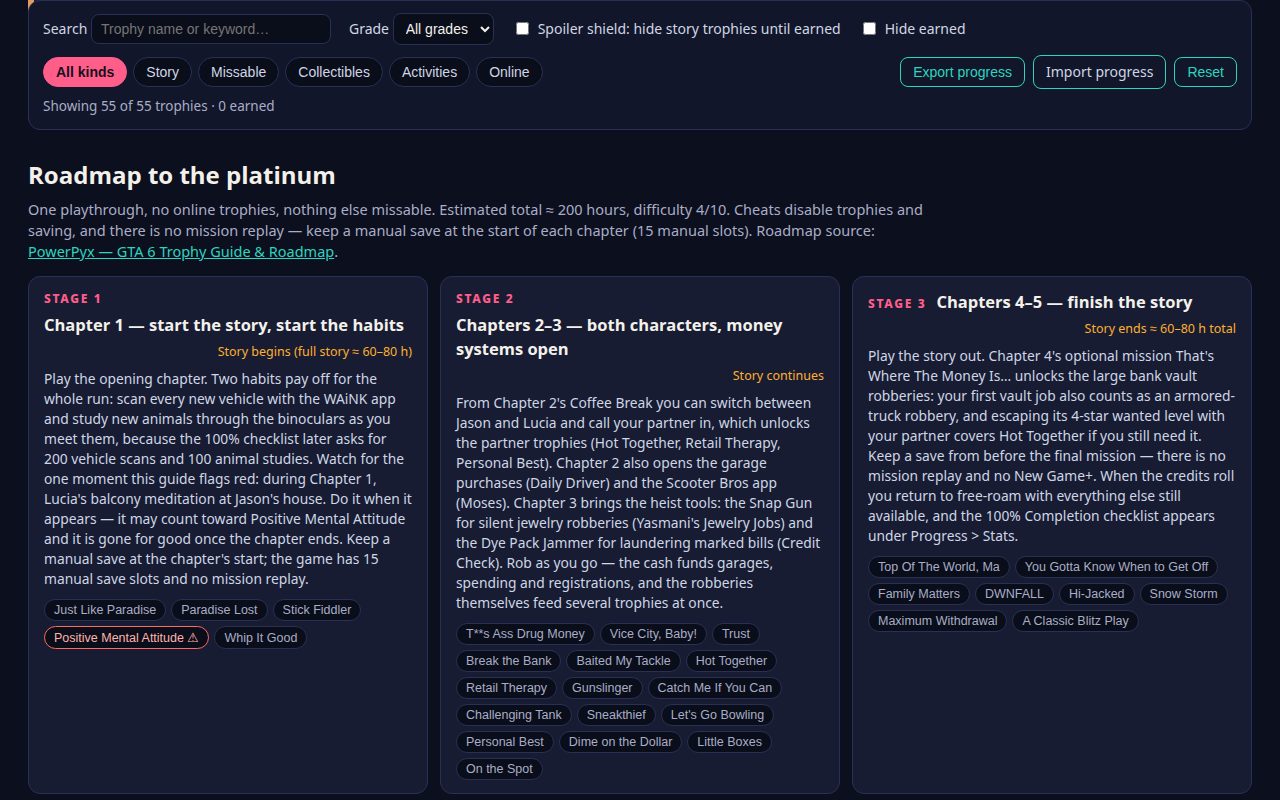 Search Trophy name or keyword… Grade All grades Spoiler shield: hide story trophies until earned Hide earned
All kinds Story Missable Collectibles Activities Online Export progress Import progress Reset
Showing 55 of 55 trophies · 0 earned
Roadmap to the platinum
One playthrough, no online trophies, nothing else missable. Estimated total ≈ 200 hours, difficulty 4/10. Cheats disable trophies and
saving, and there is no mission replay — keep a manual save at the start of each chapter (15 manual slots). Roadmap source:
PowerPyx — GTA 6 Trophy Guide & Roadmap.
STAGE 1
Chapter 1 — start the story, start the habits
Story begins (full story ≈ 60–80 h)
Play the opening chapter. Two habits pay off for the
whole run: scan every new vehicle with the WAiNK app
and study new animals through the binoculars as you
meet them, because the 100% checklist later asks for
200 vehicle scans and 100 animal studies. Watch for the
one moment this guide flags red: during Chapter 1,
Lucia's balcony meditation at Jason's house. Do it when it
appears — it may count toward Positive Mental Attitude
and it is gone for good once the chapter ends. Keep a
manual save at the chapter's start; the game has 15
manual save slots and no mission replay.
Just Like Paradise Paradise Lost Stick Fiddler
Positive Mental Attitude ⚠ Whip It Good
STAGE 2
Chapters 2–3 — both characters, money
systems open
Story continues
From Chapter 2's Coffee Break you can switch between
Jason and Lucia and call your partner in, which unlocks
the partner trophies (Hot Together, Retail Therapy,
Personal Best). Chapter 2 also opens the garage
purchases (Daily Driver) and the Scooter Bros app
(Moses). Chapter 3 brings the heist tools: the Snap Gun
for silent jewelry robberies (Yasmani's Jewelry Jobs) and
the Dye Pack Jammer for laundering marked bills (Credit
Check). Rob as you go — the cash funds garages,
spending and registrations, and the robberies
themselves feed several trophies at once.
T**s Ass Drug Money Vice City, Baby! Trust
Break the Bank Baited My Tackle Hot Together
Retail Therapy Gunslinger Catch Me If You Can
Challenging Tank Sneakthief Let's Go Bowling
Personal Best Dime on the Dollar Little Boxes
On the Spot
STAGE 3 Chapters 4–5 — finish the story
Story ends ≈ 60–80 h total
Play the story out. Chapter 4's optional mission That's
Where The Money Is… unlocks the large bank vault
robberies: your first vault job also counts as an armored-
truck robbery, and escaping its 4-star wanted level with
your partner covers Hot Together if you still need it.
Keep a save from before the final mission — there is no
mission replay and no New Game+. When the credits roll
you return to free-roam with everything else still
available, and the 100% Completion checklist appears
under Progress > Stats.
Top Of The World, Ma You Gotta Know When to Get Off
Family Matters DWNFALL Hi-Jacked Snow Storm
Maximum Withdrawal A Classic Blitz Play